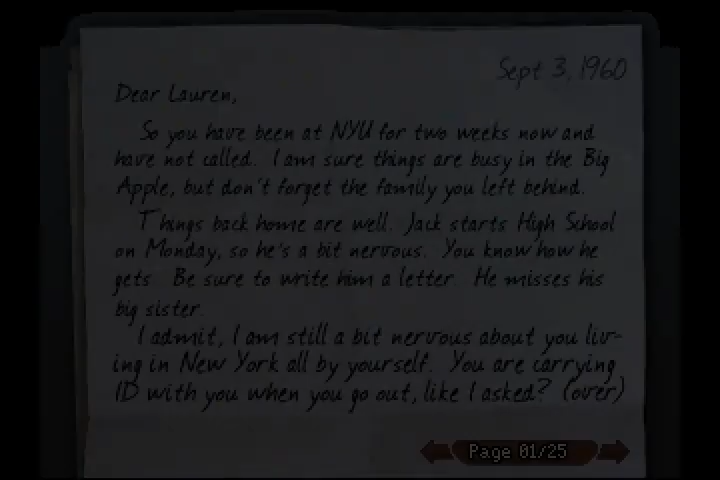 Sept 3, 1960
Dear Lauren,
So you have been at NYU for two weeks now and
have not called. I am sure things are busy in the Big
Apple, but don't forget the family you left behind.
Things back home are well. Jack starts High School
on Monday, so he's a bit nervous. You know how he
gets Be sure to write him a letter. He misses his
big sister.
I admit, I am still a bit nervous about you liv-
ing in New York all by yourself. You are carrying
ID with you when you go out, like I asked? (over)
Page 01/25